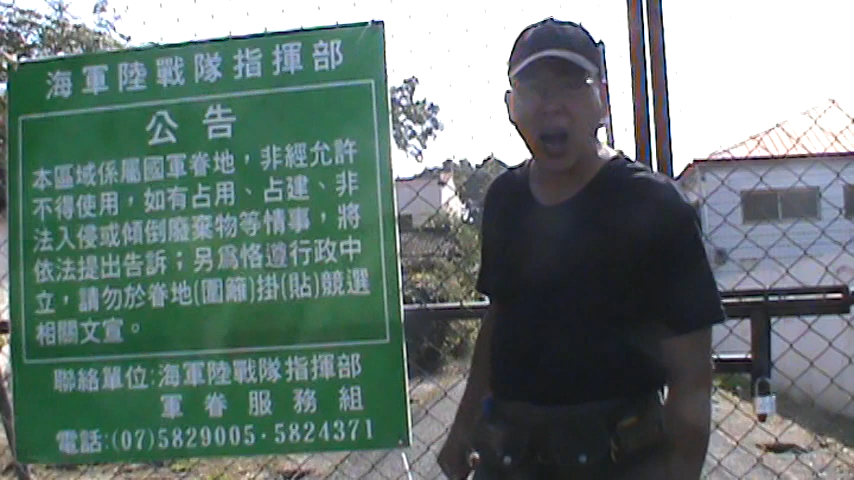 海軍陸戰隊指揮部
公告
本區域係屬國軍眷地，非經允許
不得使用，如有占用、占建、非
法入侵或傾倒廢棄物等情事，將
依法提出告訴；另為恪遵行政中
立，請勿於眷地(圍籬)掛(貼)競選
相關文宣。
聯絡單位:海軍陸戰隊指揮部
軍眷服務組
電話:(07)5829005·5824371